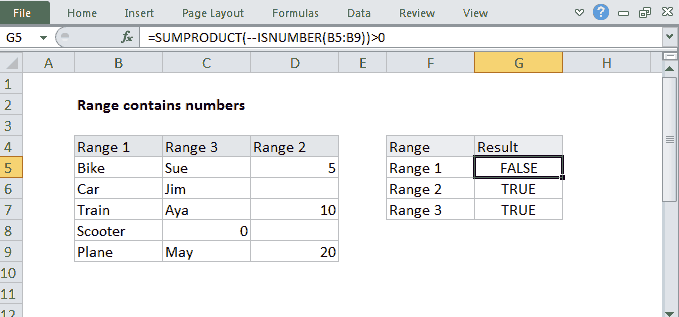 File Home Insert Page Layout Formulas Data Review View
G5 fx =SUMPRODUCT(--ISNUMBER(B5:B9))>0
A B C D E F G H
1
2 Range contains numbers
3
4 Range 1 Range 3 Range 2 Range Result
5 Bike Sue 5 Range 1 FALSE
6 Car Jim Range 2 TRUE
7 Train Aya 10 Range 3 TRUE
8 Scooter 0
9 Plane May 20
10
11
12